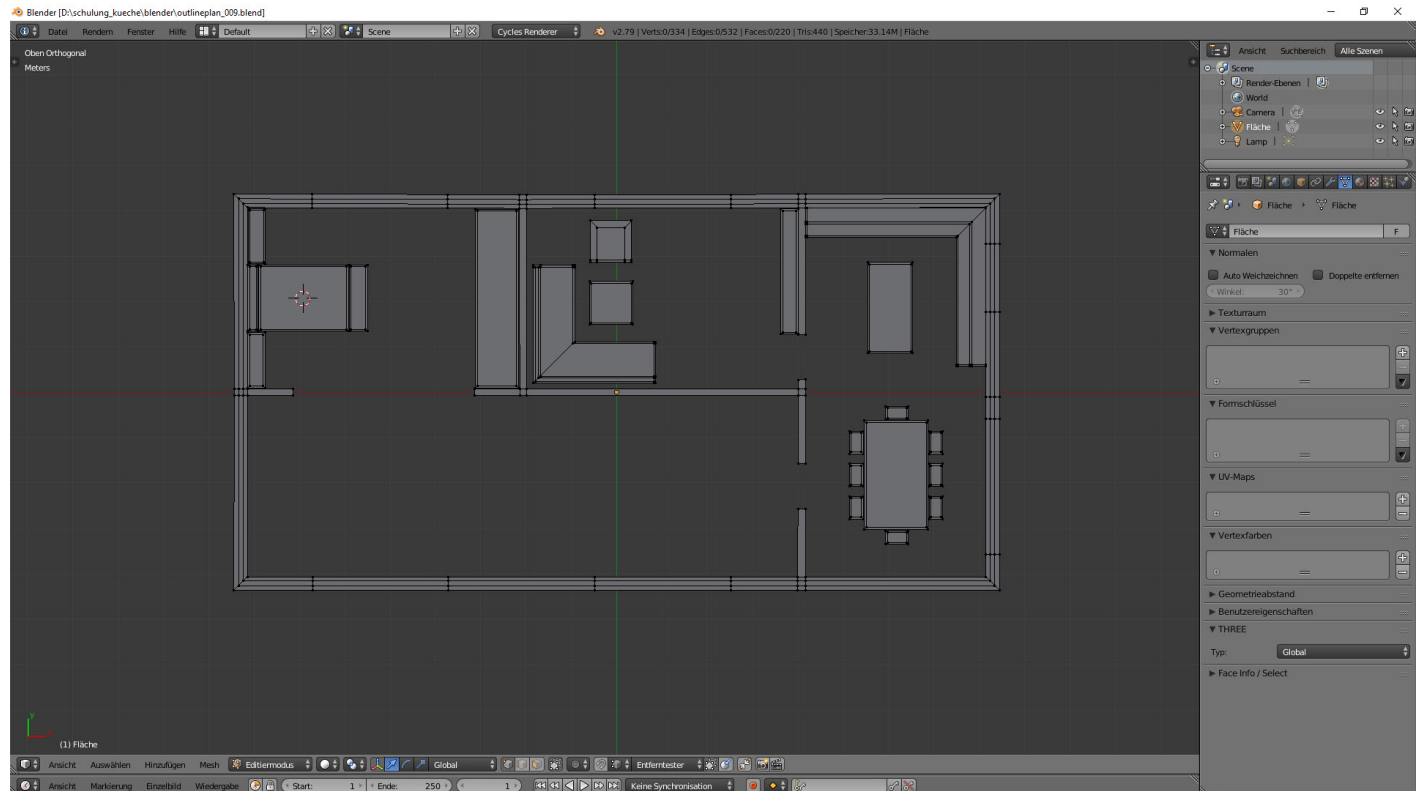 Blender [D:\schulung_kueche\blender\outlineplan_009.blend]
Datei Rendern Fenster Hilfe Default Scene Cycles Renderer v2.79 | Verts:0/334 | Edges:0/532 | Faces:0/220 | Tris:440 | Speicher:33.14M | Fläche
Oben Orthogonal
Meters
Ansicht Suchbereich Alle Szenen
Scene
Render-Ebenen |
World
Camera |
Fläche |
Lamp |
Fläche Fläche
Fläche F
Normalen
Auto Weichzeichnen Doppelte entfernen
Winkel: 30°
Texturraum
Vertexgruppen
Formschlüssel
UV-Maps
Vertexfarben
Geometrieabstand
Benutzereigenschaften
THREE
Typ: Global
Face Info / Select
y
(1) Fläche
Ansicht Auswählen Hinzufügen Mesh Editiermodus Global Entferntester
Ansicht Markierung Einzelbild Wiedergabe Start: 1 Ende: 250 1 Keine Synchronisation